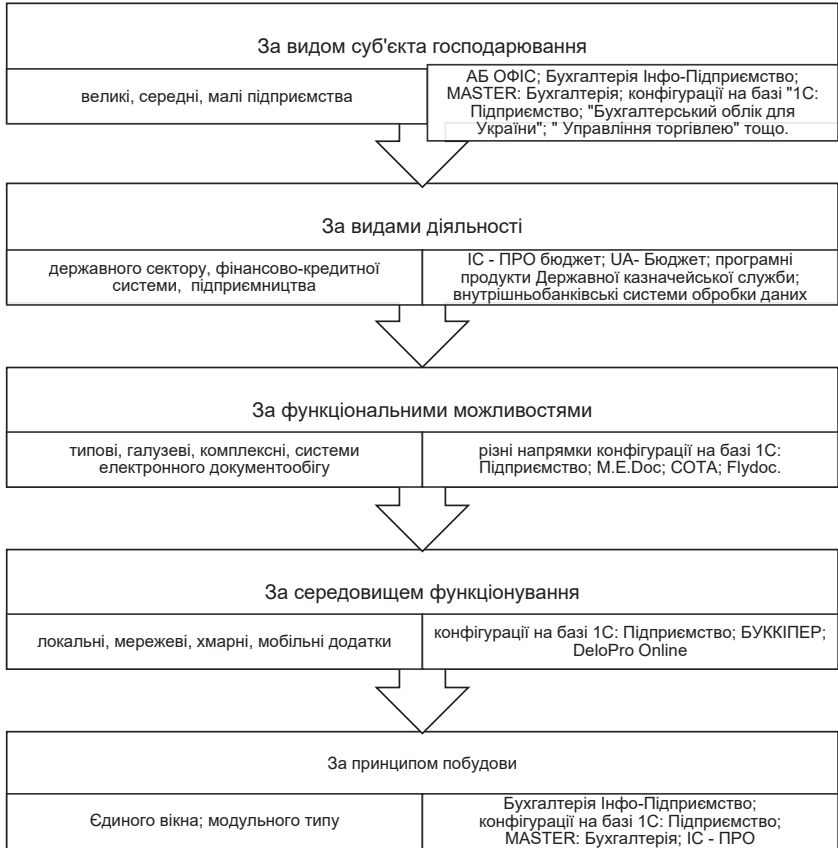 За видом суб'єкта господарювання
великі, середні, малі підприємства
АБ ОФІС; Бухгалтерія Інфо-Підприємство;
MASTER: Бухгалтерія; конфігурації на базі "1С:
Підприємство; "Бухгалтерський облік для
України"; " Управління торгівлею" тощо.
За видами діяльності
державного сектору, фінансово-кредитної
системи, підприємництва
ІС - ПРО бюджет; UA- Бюджет; програмні
продукти Державної казначейської служби;
внутрішньобанківські системи обробки даних
За функціональними можливостями
типові, галузеві, комплексні, системи
електронного документообігу
різні напрямки конфігурації на базі 1С:
Підприємство; M.E.Doc; СОТА; Flydoc.
За середовищем функціонування
локальні, мережеві, хмарні, мобільні додатки
конфігурації на базі 1С: Підприємство; БУККІПЕР;
DeloPro Online
За принципом побудови
Єдиного вікна; модульного типу
Бухгалтерія Інфо-Підприємство;
конфігурації на базі 1С: Підприємство;
MASTER: Бухгалтерія; ІС - ПРО